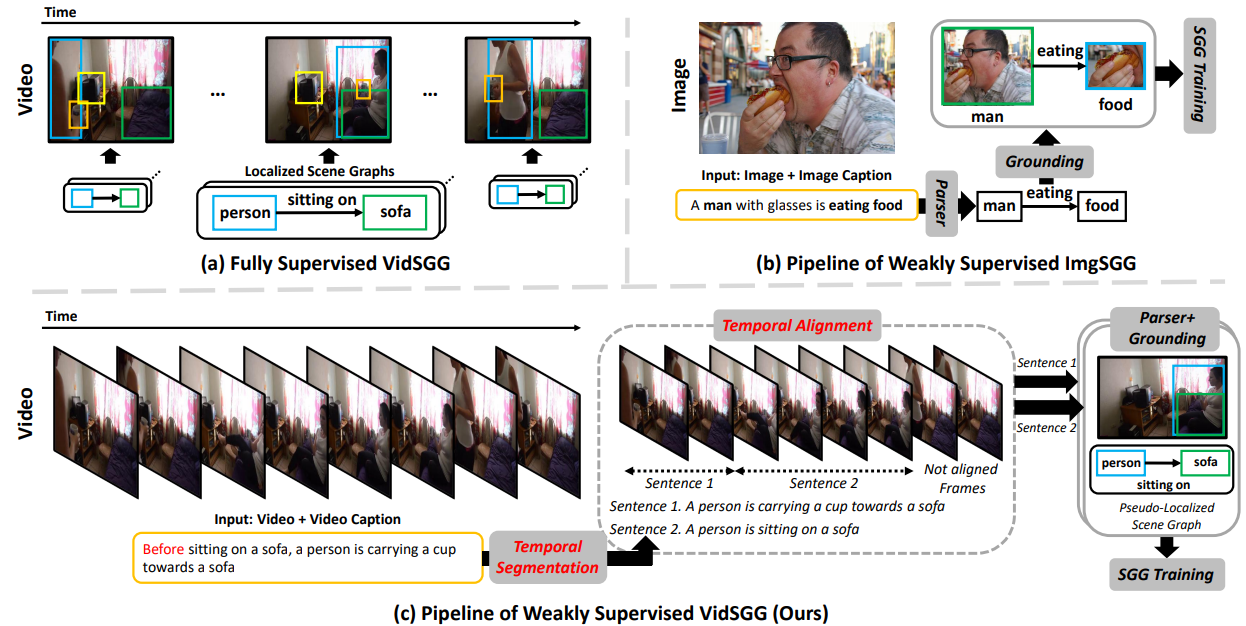 Time
Video
...
...
Localized Scene Graphs
person
sitting on
sofa
(a) Fully Supervised VidSGG
Image
Input: Image + Image Caption
A man with glasses is eating food
Parser
man
eating
food
Grounding
man
eating
food
SGG Training
(b) Pipeline of Weakly Supervised ImgSGG
Time
Video
Input: Video + Video Caption
Before sitting on a sofa, a person is carrying a cup
towards a sofa
Temporal
Segmentation
Temporal Alignment
Sentence 1
Sentence 2
Not aligned
Frames
Sentence 1. A person is carrying a cup towards a sofa
Sentence 2. A person is sitting on a sofa
Sentence 1
Sentence 2
Parser+
Grounding
person
sofa
sitting on
Pseudo-Localized
Scene Graph
SGG Training
(c) Pipeline of Weakly Supervised VidSGG (Ours)